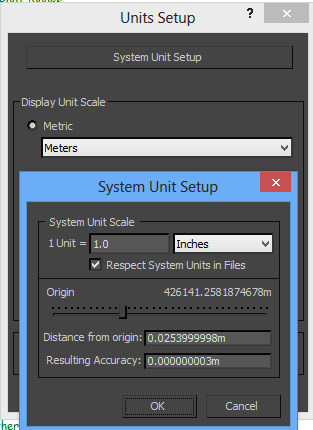 Units Setup
?
System Unit Setup
Display Unit Scale
Metric
Meters
System Unit Setup
System Unit Scale
1 Unit = 1.0 Inches
Respect System Units in Files
Origin 426141.2581874678m
Distance from origin: 0.0253999998m
Resulting Accuracy: 0.000000003m
OK Cancel